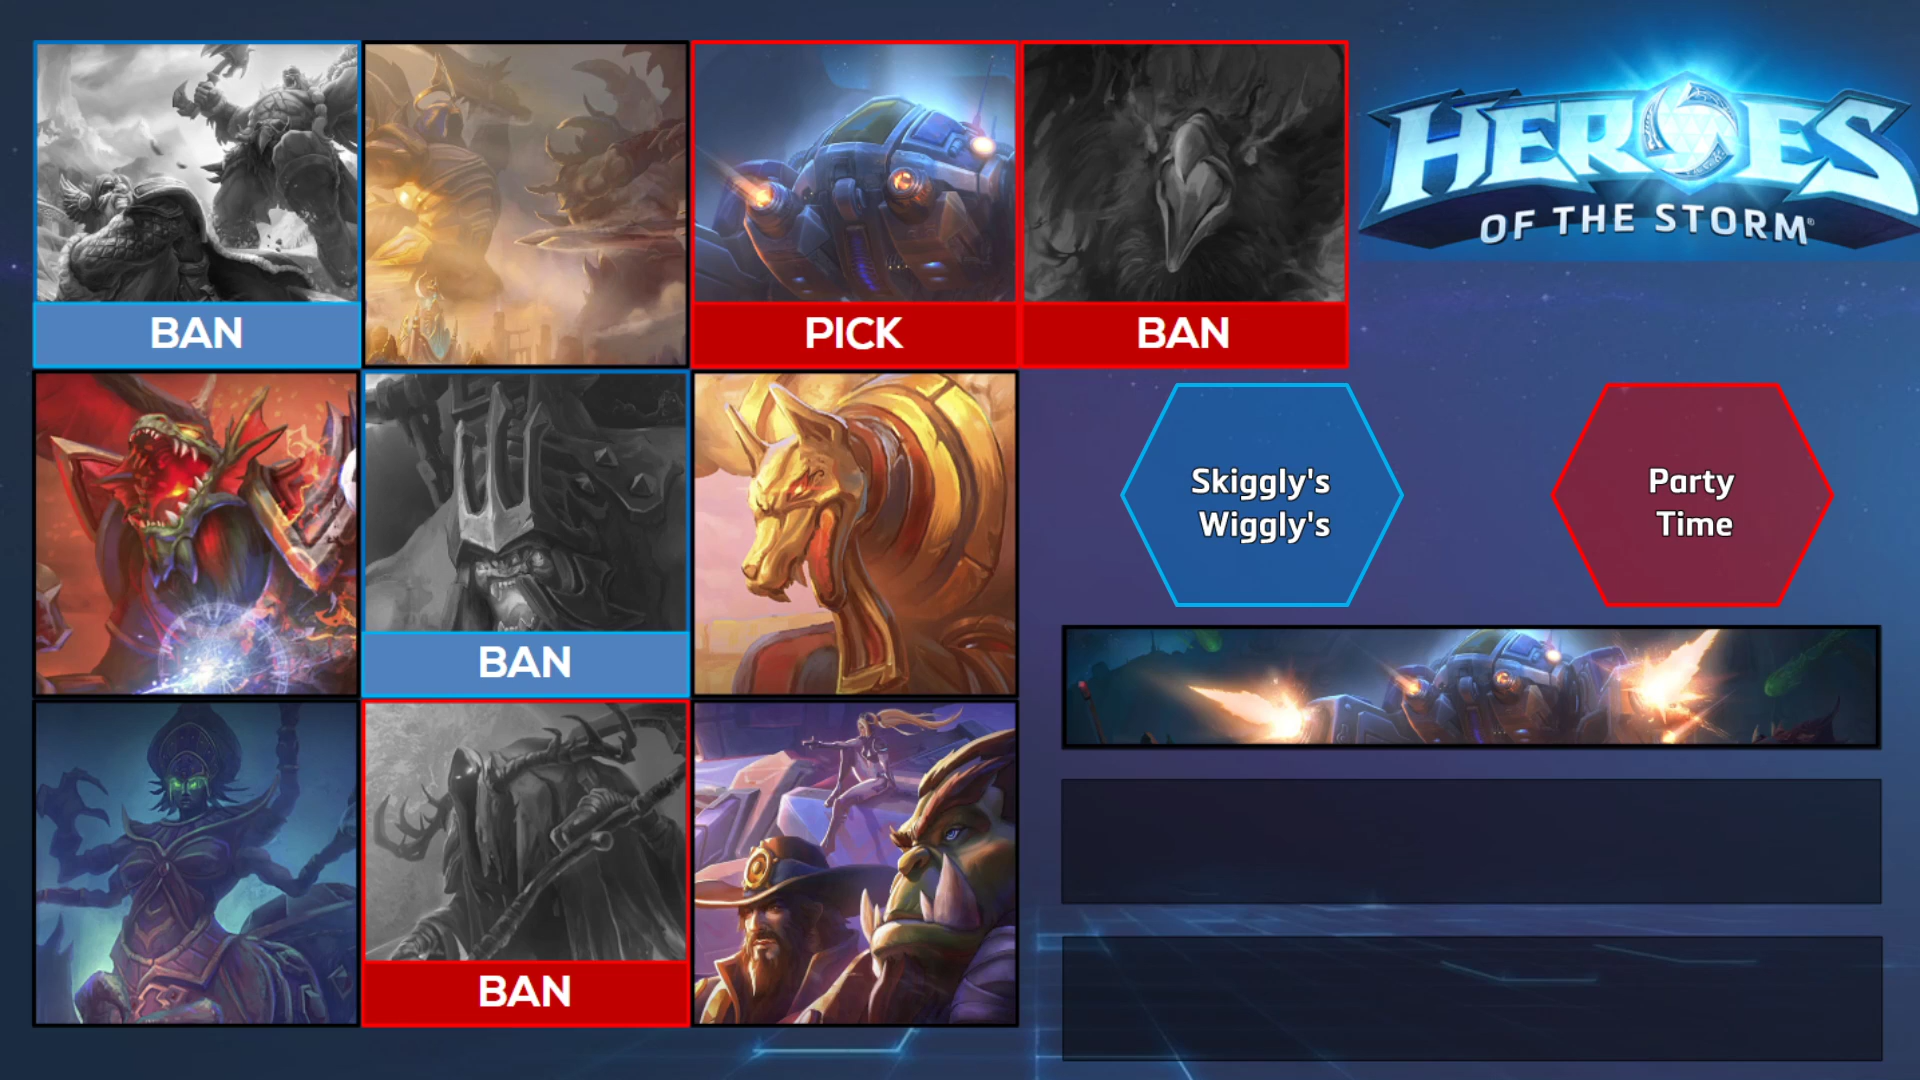 HEROES
OF THE STORM®
BAN
PICK
BAN
Skiggly's
Wiggly's
Party
Time
BAN
BAN